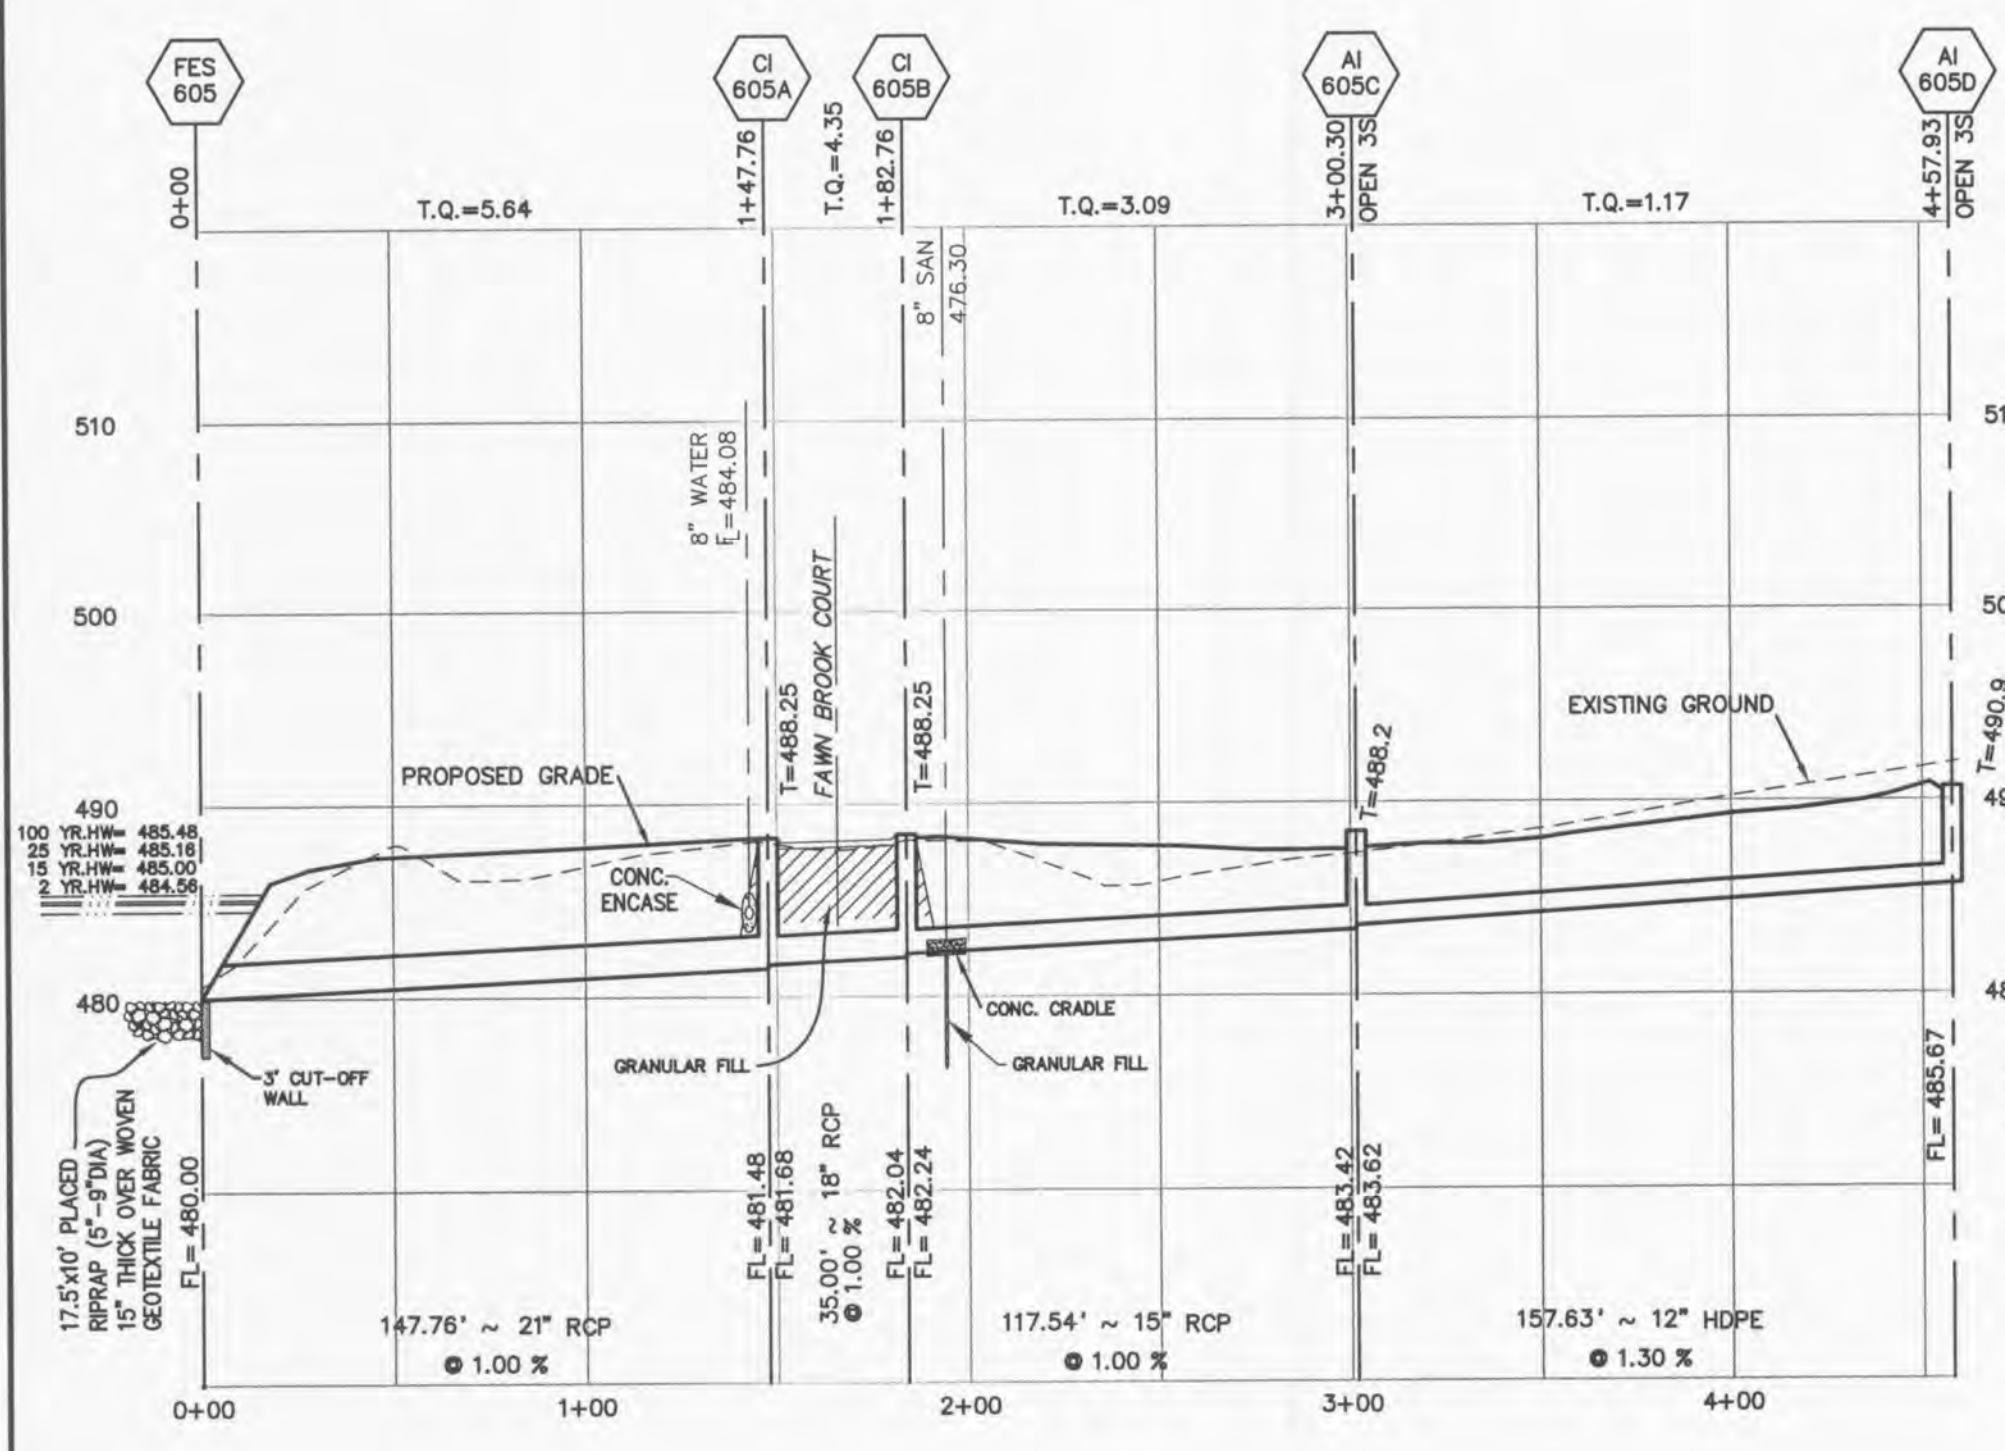 FES
605
CI
605A
CI
605B
AI
605C
AI
605D
0+00
T.Q.=5.64
1+47.76
T.Q.=4.35
1+82.76
T.Q.=3.09
3+00.30
OPEN 3S
T.Q.=1.17
4+57.93
OPEN 3S
8" SAN
476.30
510
51
8" WATER
FL=484.08
500
50
FAWN BROOK COURT
T=488.25
T=488.25
T=488.2
EXISTING GROUND
T=490.9
PROPOSED GRADE
490
49
100 YR.HW= 485.48
25 YR.HW= 485.16
15 YR.HW= 485.00
2 YR.HW= 484.56
CONC.
ENCASE
480
48
CONC. CRADLE
GRANULAR FILL
GRANULAR FILL
3' CUT-OFF
WALL
17.5'x10' PLACED
RIPRAP (5"-9"DIA)
15" THICK OVER WOVEN
GEOTEXTILE FABRIC
FL= 480.00
FL= 481.48
FL= 481.68
35.00' ~ 18" RCP
@ 1.00 %
FL= 482.04
FL= 482.24
FL= 483.42
FL= 483.62
FL= 485.67
147.76' ~ 21" RCP
@ 1.00 %
117.54' ~ 15" RCP
@ 1.00 %
157.63' ~ 12" HDPE
@ 1.30 %
0+00
1+00
2+00
3+00
4+00